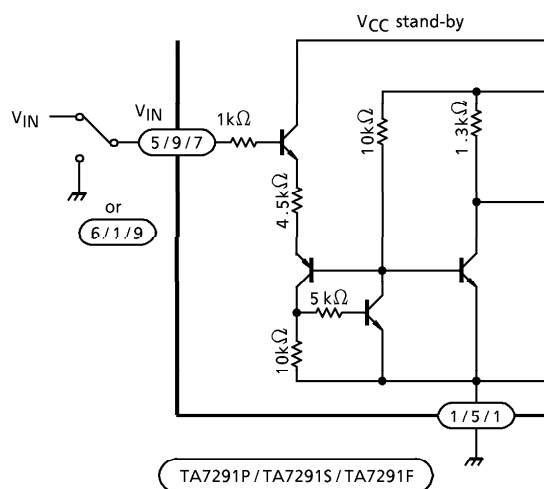 VCC stand-by
VIN
VIN
1kΩ
5/9/7
10kΩ
1.3kΩ
4.5kΩ
or
6/1/9
5kΩ
10kΩ
1/5/1
TA7291P/TA7291S/TA7291F